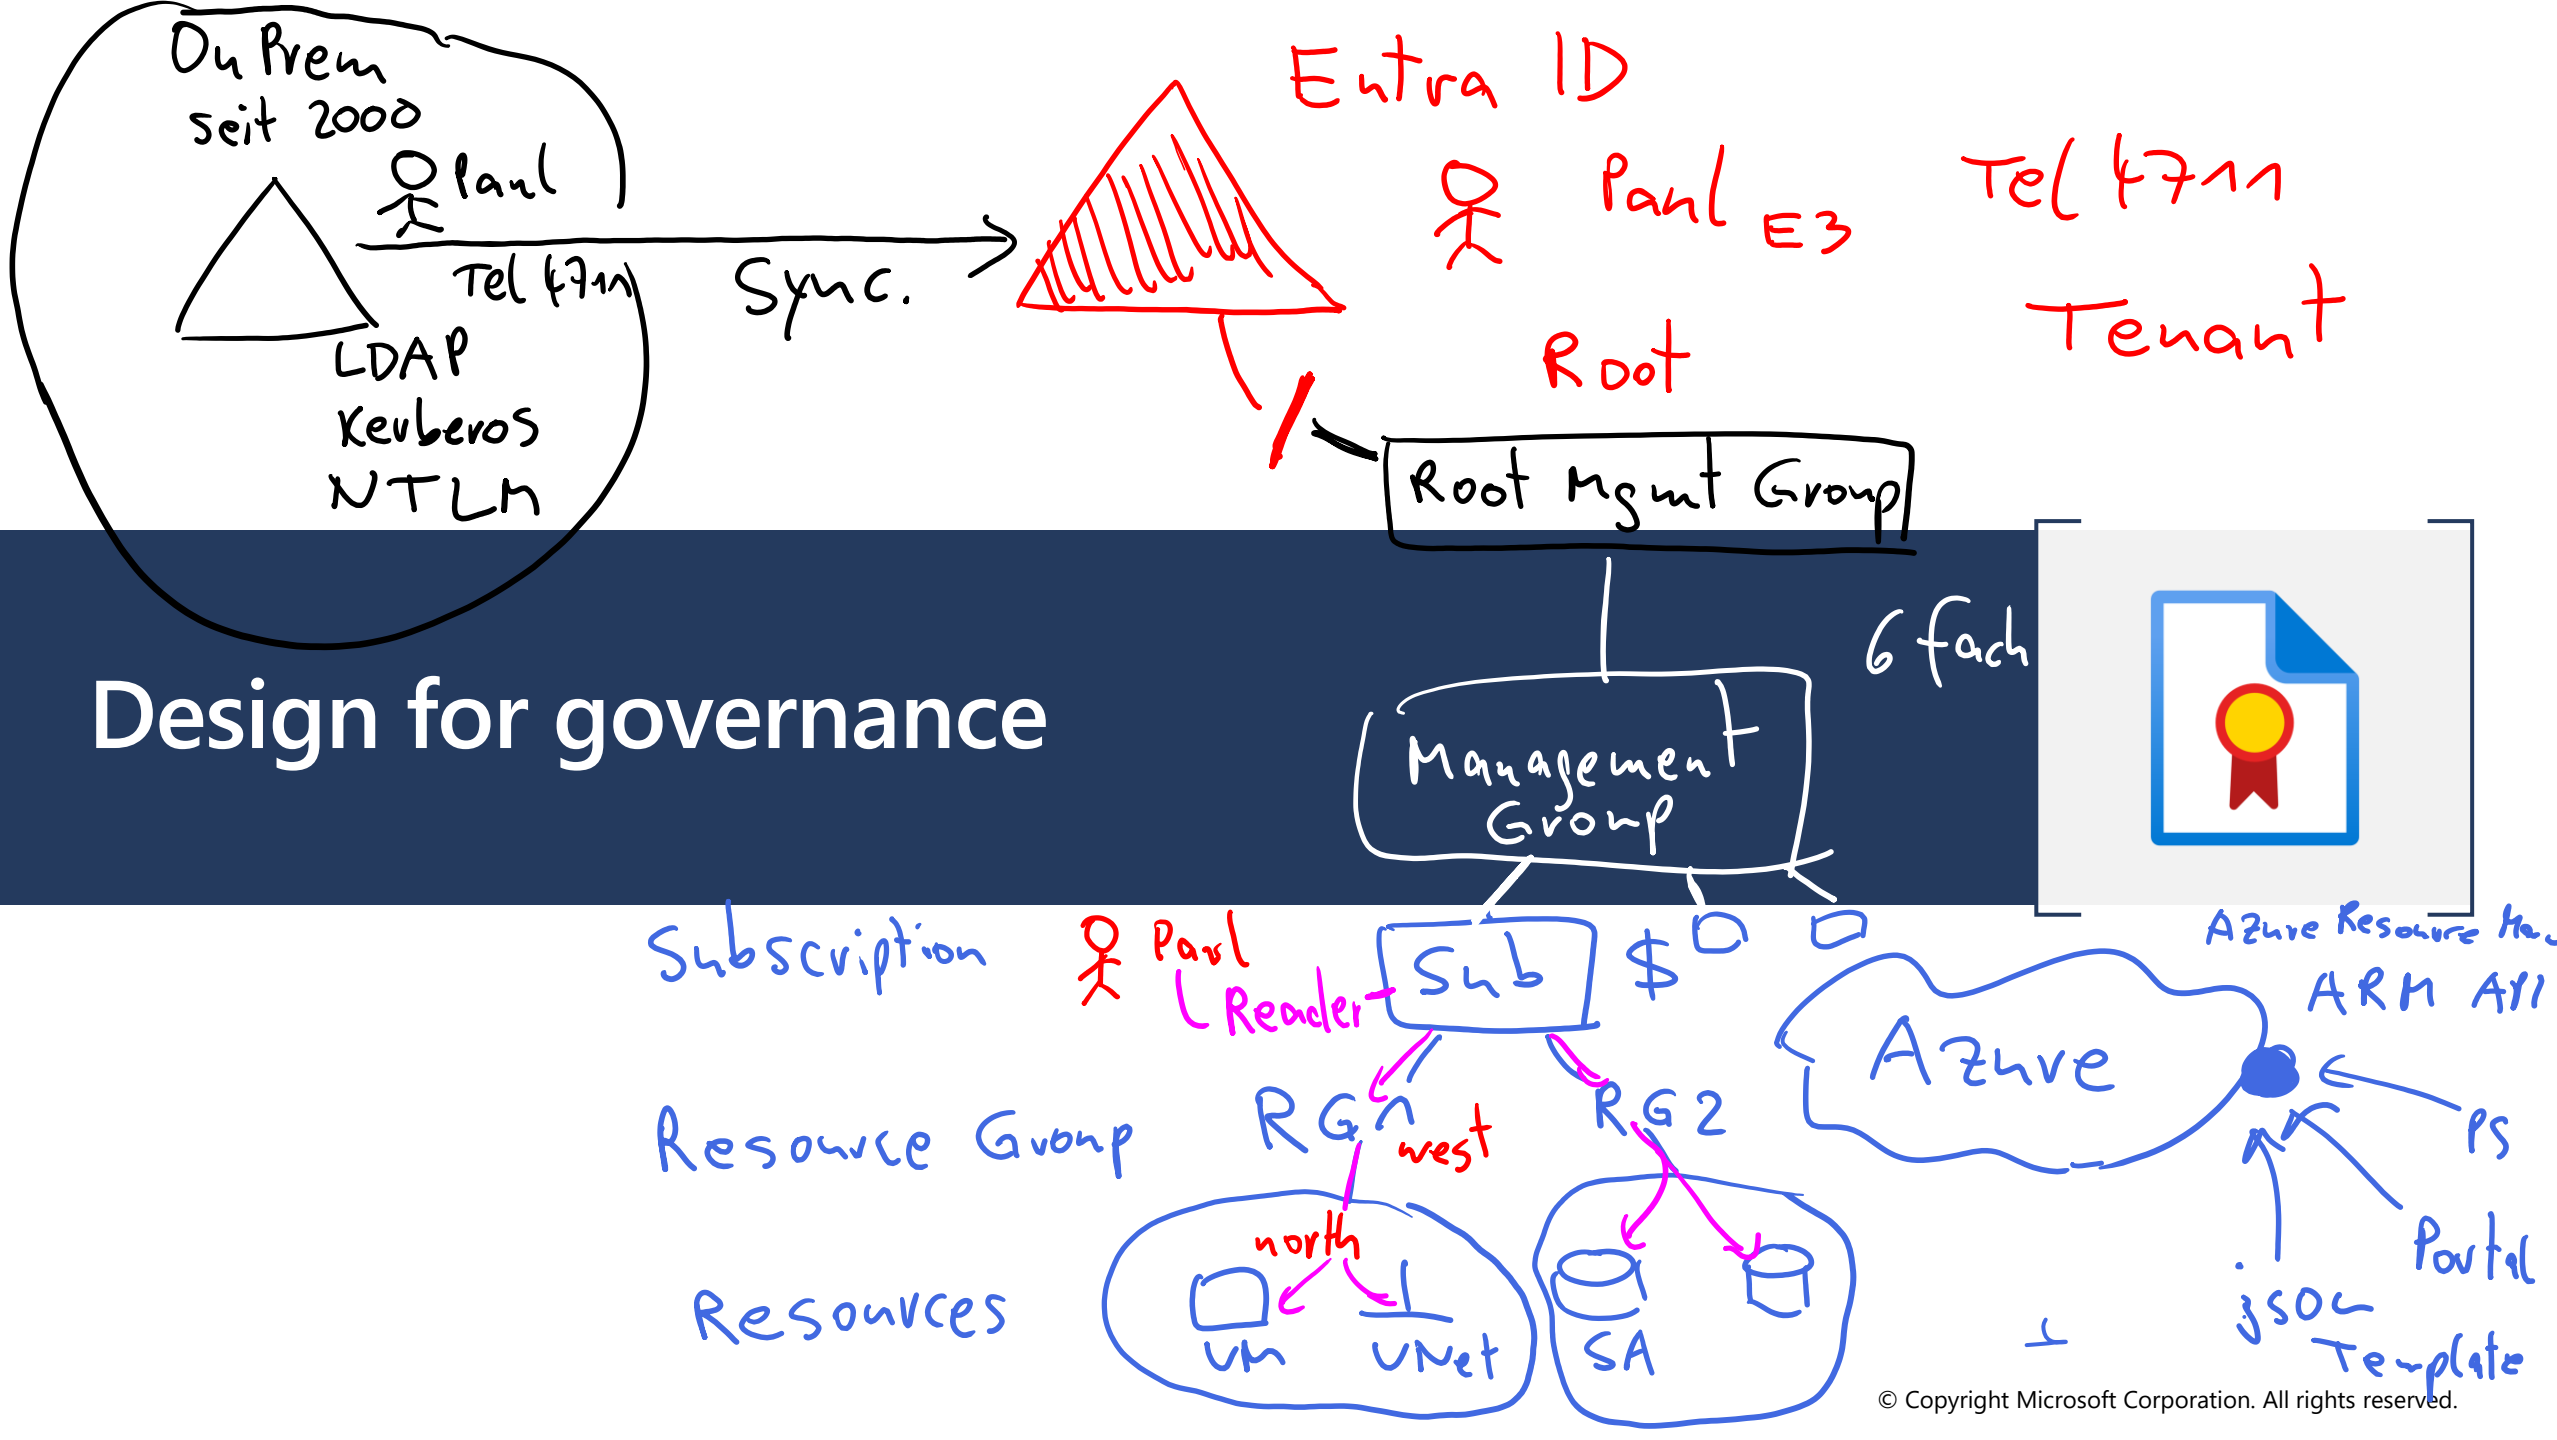 On Prem
seit 2000
Paul
Tel 4711
LDAP
Kerberos
NTLM
Sync.
Entra ID
Paul E3
Tel 4711
Tenant
Root
Root Mgmt Group
6 fach
Design for governance
Management
Group
Subscription
Paul
Reader
Sub
$
Azure Resource Man
ARM API
Azure
PS
Portal
json
Template
Resource Group
RG1
west
RG2
north
Resources
VM
VNet
SA
© Copyright Microsoft Corporation. All rights reserved.